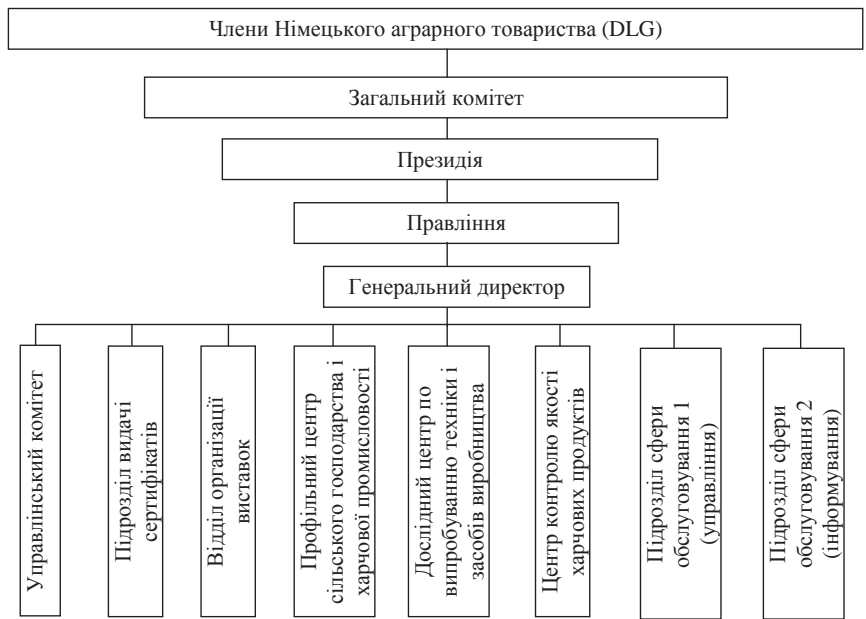 Члени Німецького аграрного товариства (DLG)
Загальний комітет
Президія
Правління
Генеральний директор
Управлінський комітет
Підрозділ видачі
сертифікатів
Відділ організації
виставок
Профільний центр
сільського господарства і
харчової промисловості
Дослідний центр по
випробуванню техніки і
засобів виробництва
Центр контролю якості
харчових продуктів
Підрозділ сфери
обслуговування 1
(управління)
Підрозділ сфери
обслуговування 2
(інформування)